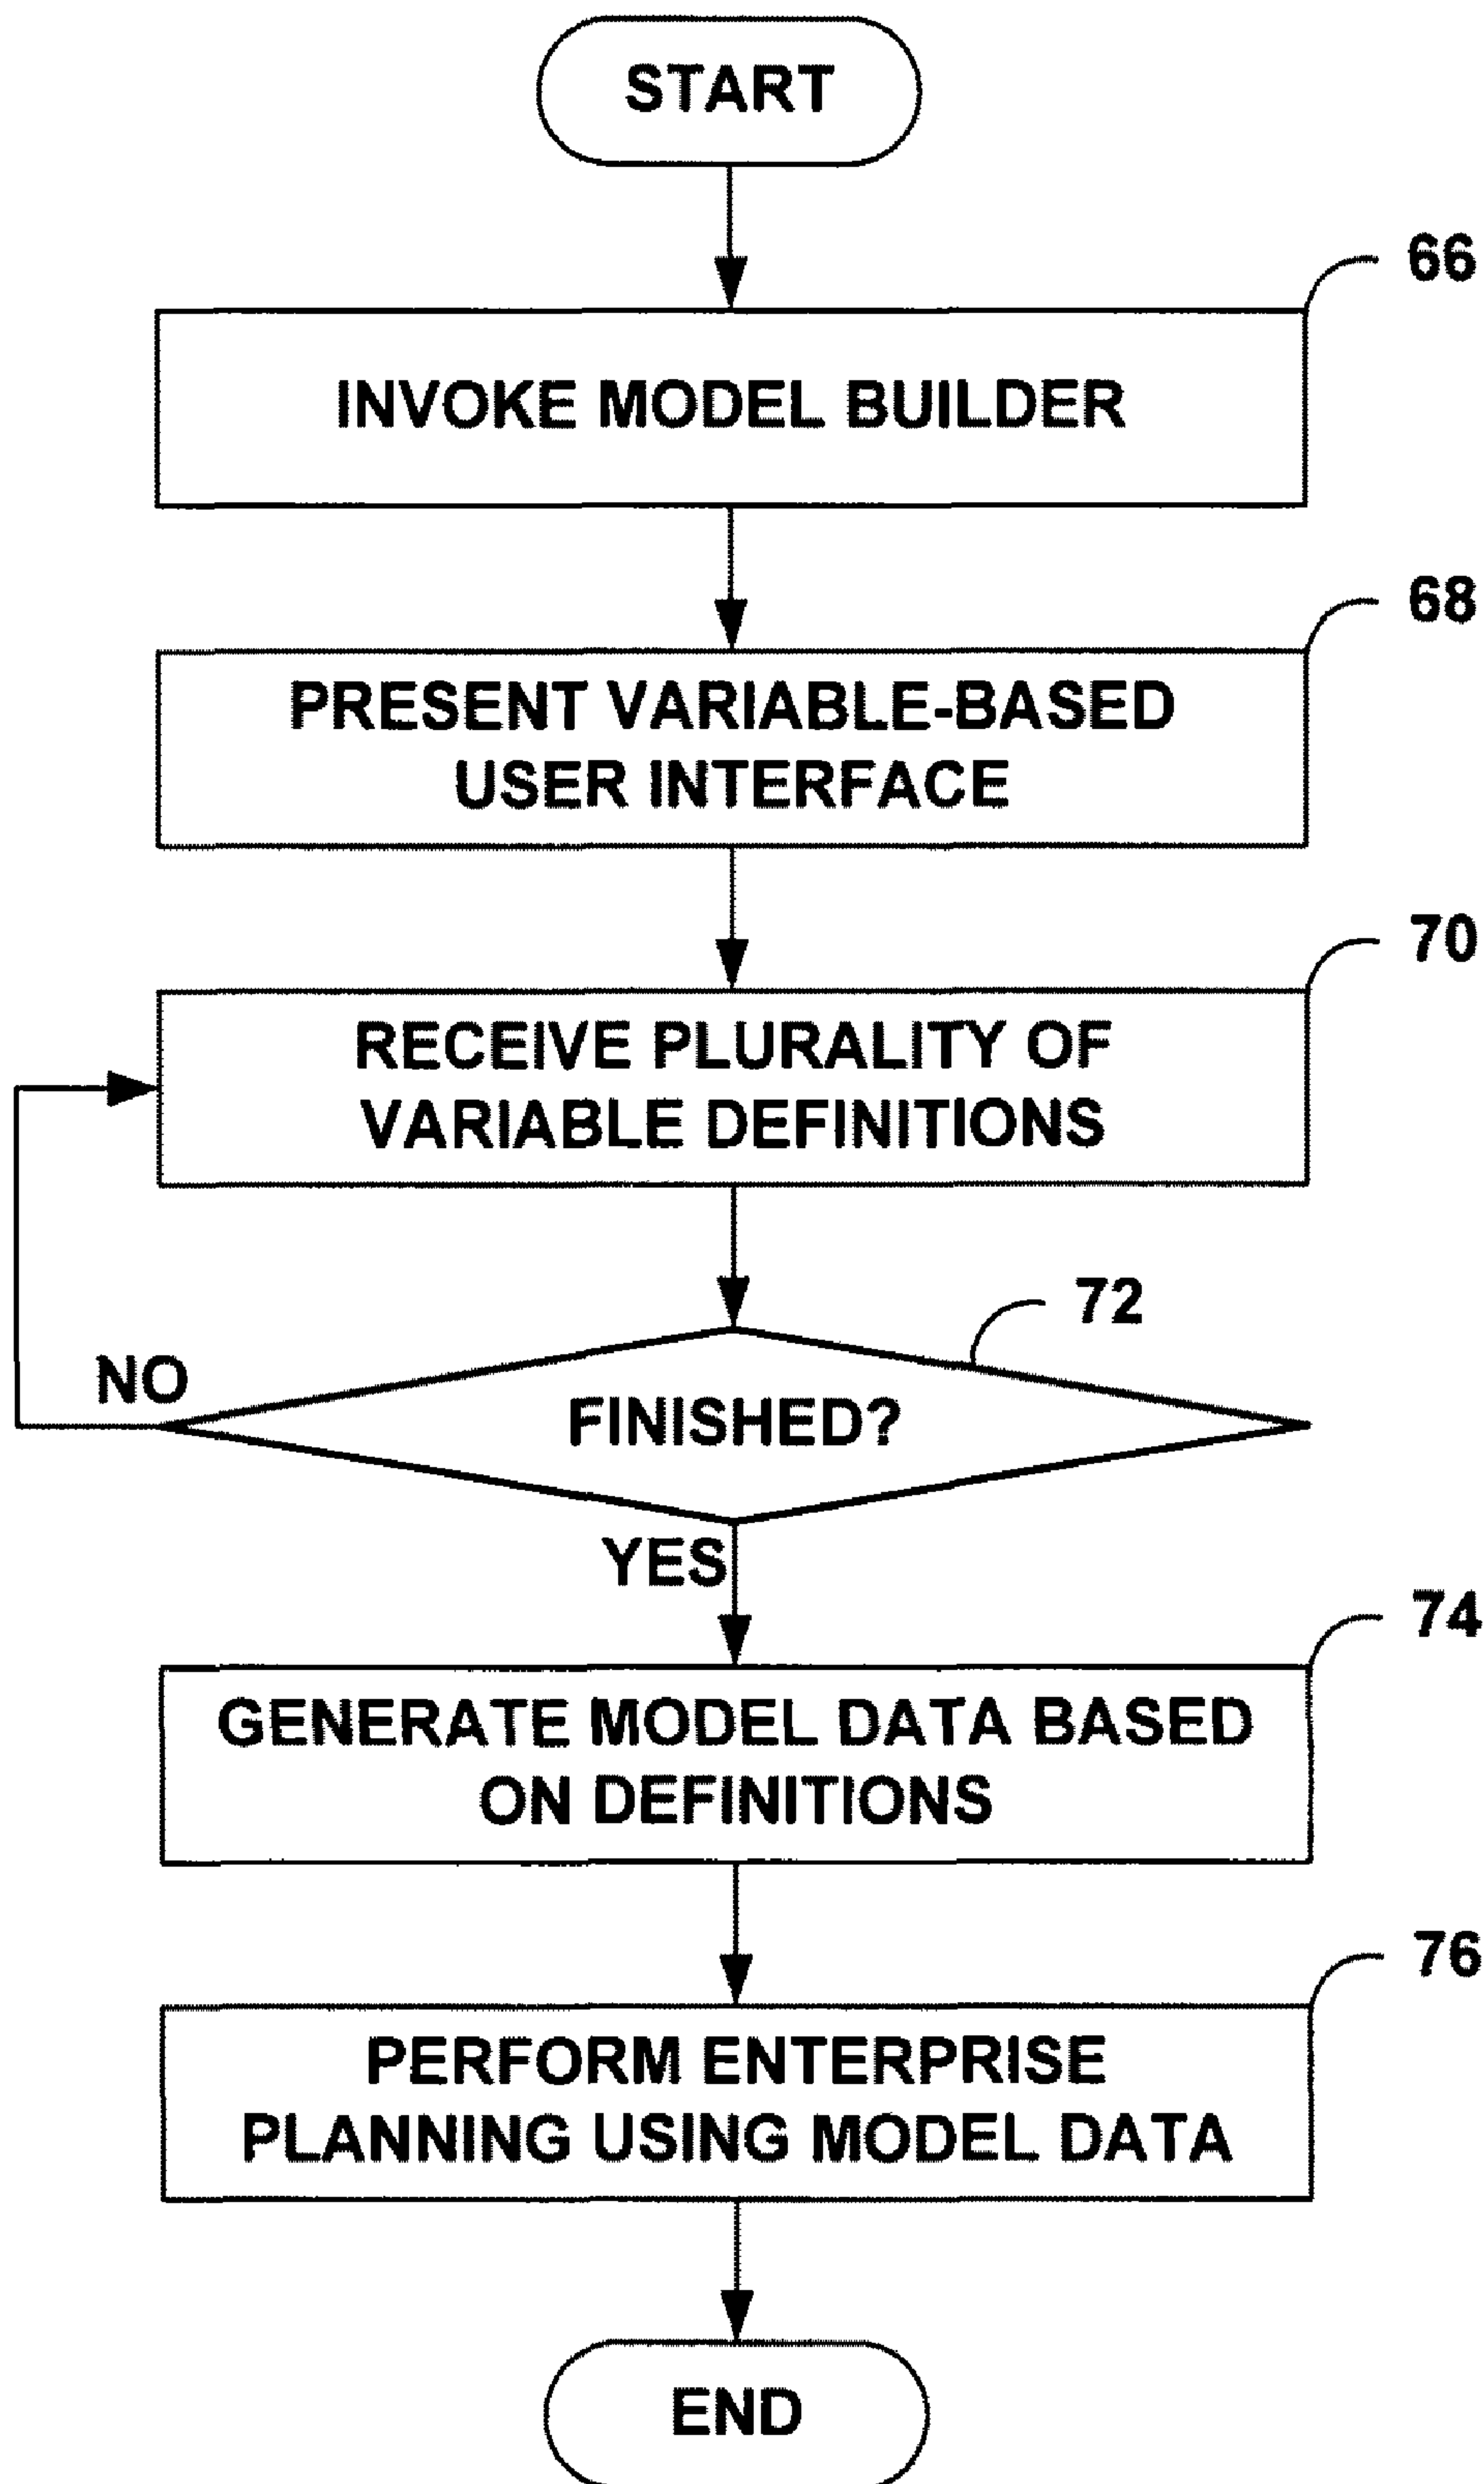 START
66
INVOKE MODEL BUILDER
68
PRESENT VARIABLE-BASED
USER INTERFACE
70
RECEIVE PLURALITY OF
VARIABLE DEFINITIONS
72
NO
FINISHED?
YES
74
GENERATE MODEL DATA BASED
ON DEFINITIONS
76
PERFORM ENTERPRISE
PLANNING USING MODEL DATA
END